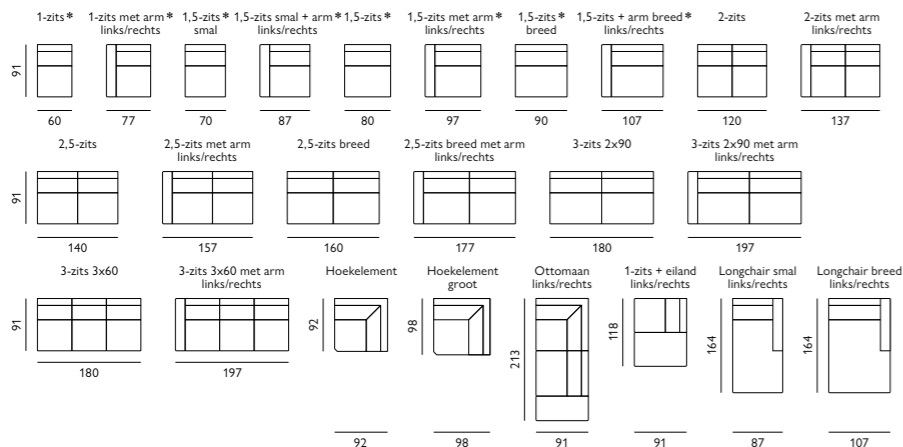 1-zits* 1-zits met arm* 1,5-zits* 1,5-zits smal + arm* 1,5-zits* 1,5-zits met arm* 1,5-zits* 1,5-zits + arm breed* 2-zits 2-zits met arm
links/rechts smal links/rechts links/rechts breed links/rechts links/rechts
91
60 77 70 87 80 97 90 107 120 137
2,5-zits 2,5-zits met arm 2,5-zits breed 2,5-zits breed met arm 3-zits 2x90 3-zits 2x90 met arm
links/rechts links/rechts links/rechts
91
140 157 160 177 180 197
3-zits 3x60 3-zits 3x60 met arm Hoekelement Hoekelement Ottomaan 1-zits + eiland Longchair smal Longchair breed
links/rechts groot links/rechts links/rechts links/rechts links/rechts
91 92 98 213 118 164 164
180 197
92 98 91 91 87 107